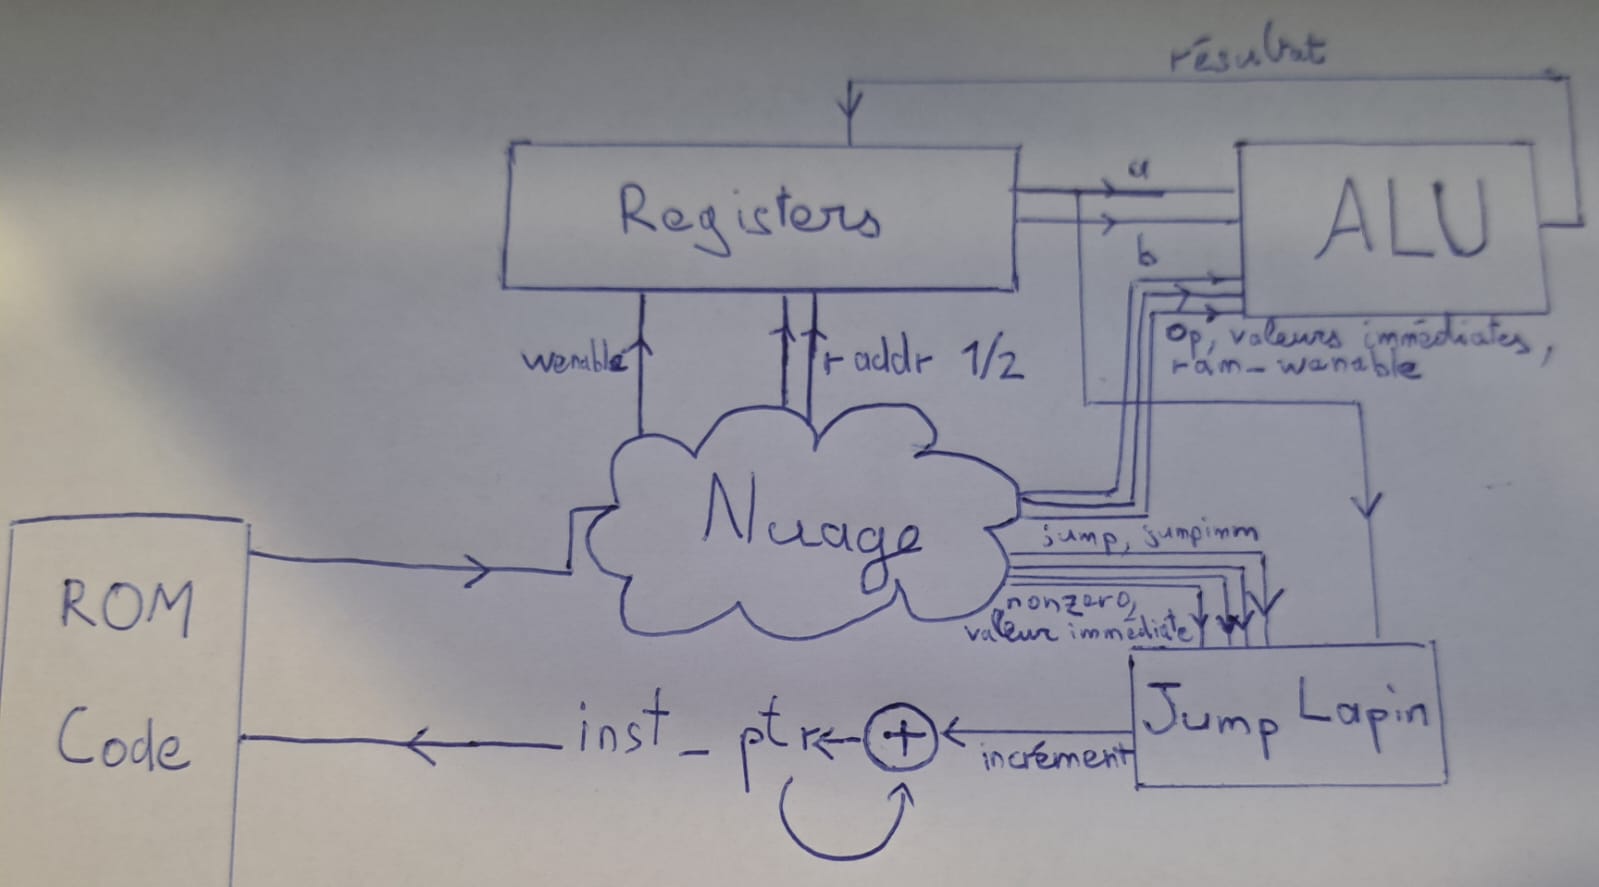 résultat
a
Registers
ALU
b
op, valeurs immédiates,
ram_wenable
wenable
r addr 1/2
Nuage
jump, jumpimm
nonzero,
valeur immédiate
ROM
Code
inst_ptr
+
incrément
Jump Lapin